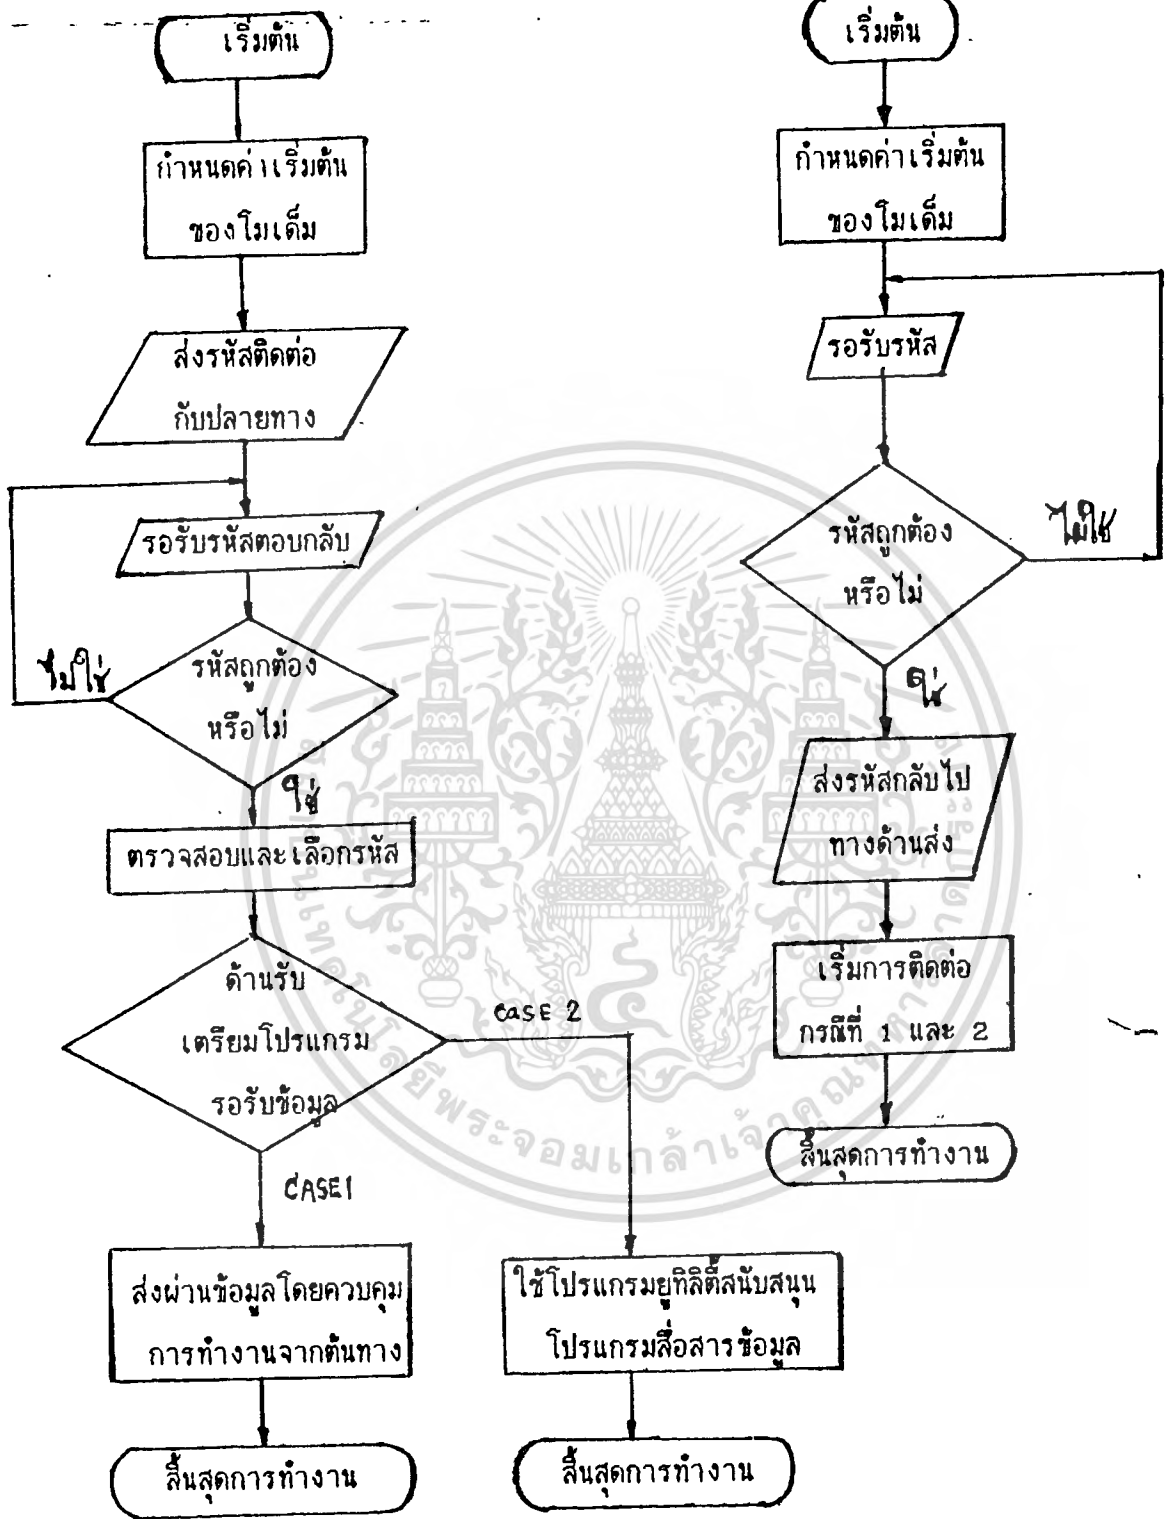 เริ่มต้น
กำหนดค่าเริ่มต้น
ของโมเด็ม
ส่งรหัสติดต่อ
กับปลายทาง
รอรับรหัสตอบกลับ
รหัสถูกต้อง
หรือไม่
ไม่ใช่
ใช่
ตรวจสอบและเลือกรหัส
ด้านรับ
เตรียมโปรแกรม
รอรับข้อมูล
CASE 2
CASE1
ส่งผ่านข้อมูลโดยควบคุม
การทำงานจากต้นทาง
สิ้นสุดการทำงาน
ใช้โปรแกรมยูทิลิตี้สนับสนุน
โปรแกรมสื่อสารข้อมูล
สิ้นสุดการทำงาน
เริ่มต้น
กำหนดค่าเริ่มต้น
ของโมเด็ม
รอรับรหัส
รหัสถูกต้อง
หรือไม่
ไม่ใช่
ใช่
ส่งรหัสกลับไป
ทางด้านส่ง
เริ่มการติดต่อ
กรณีที่ 1 และ 2
สิ้นสุดการทำงาน